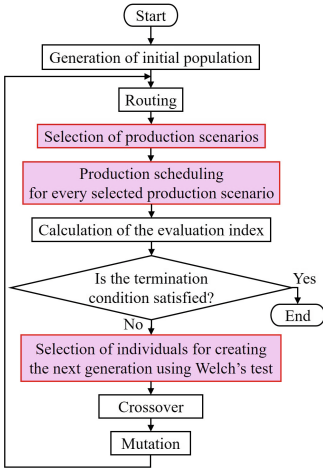 Start
Generation of initial population
Routing
Selection of production scenarios
Production scheduling
for every selected production scenario
Calculation of the evaluation index
Is the termination
condition satisfied?
Yes
End
No
Selection of individuals for creating
the next generation using Welch's test
Crossover
Mutation